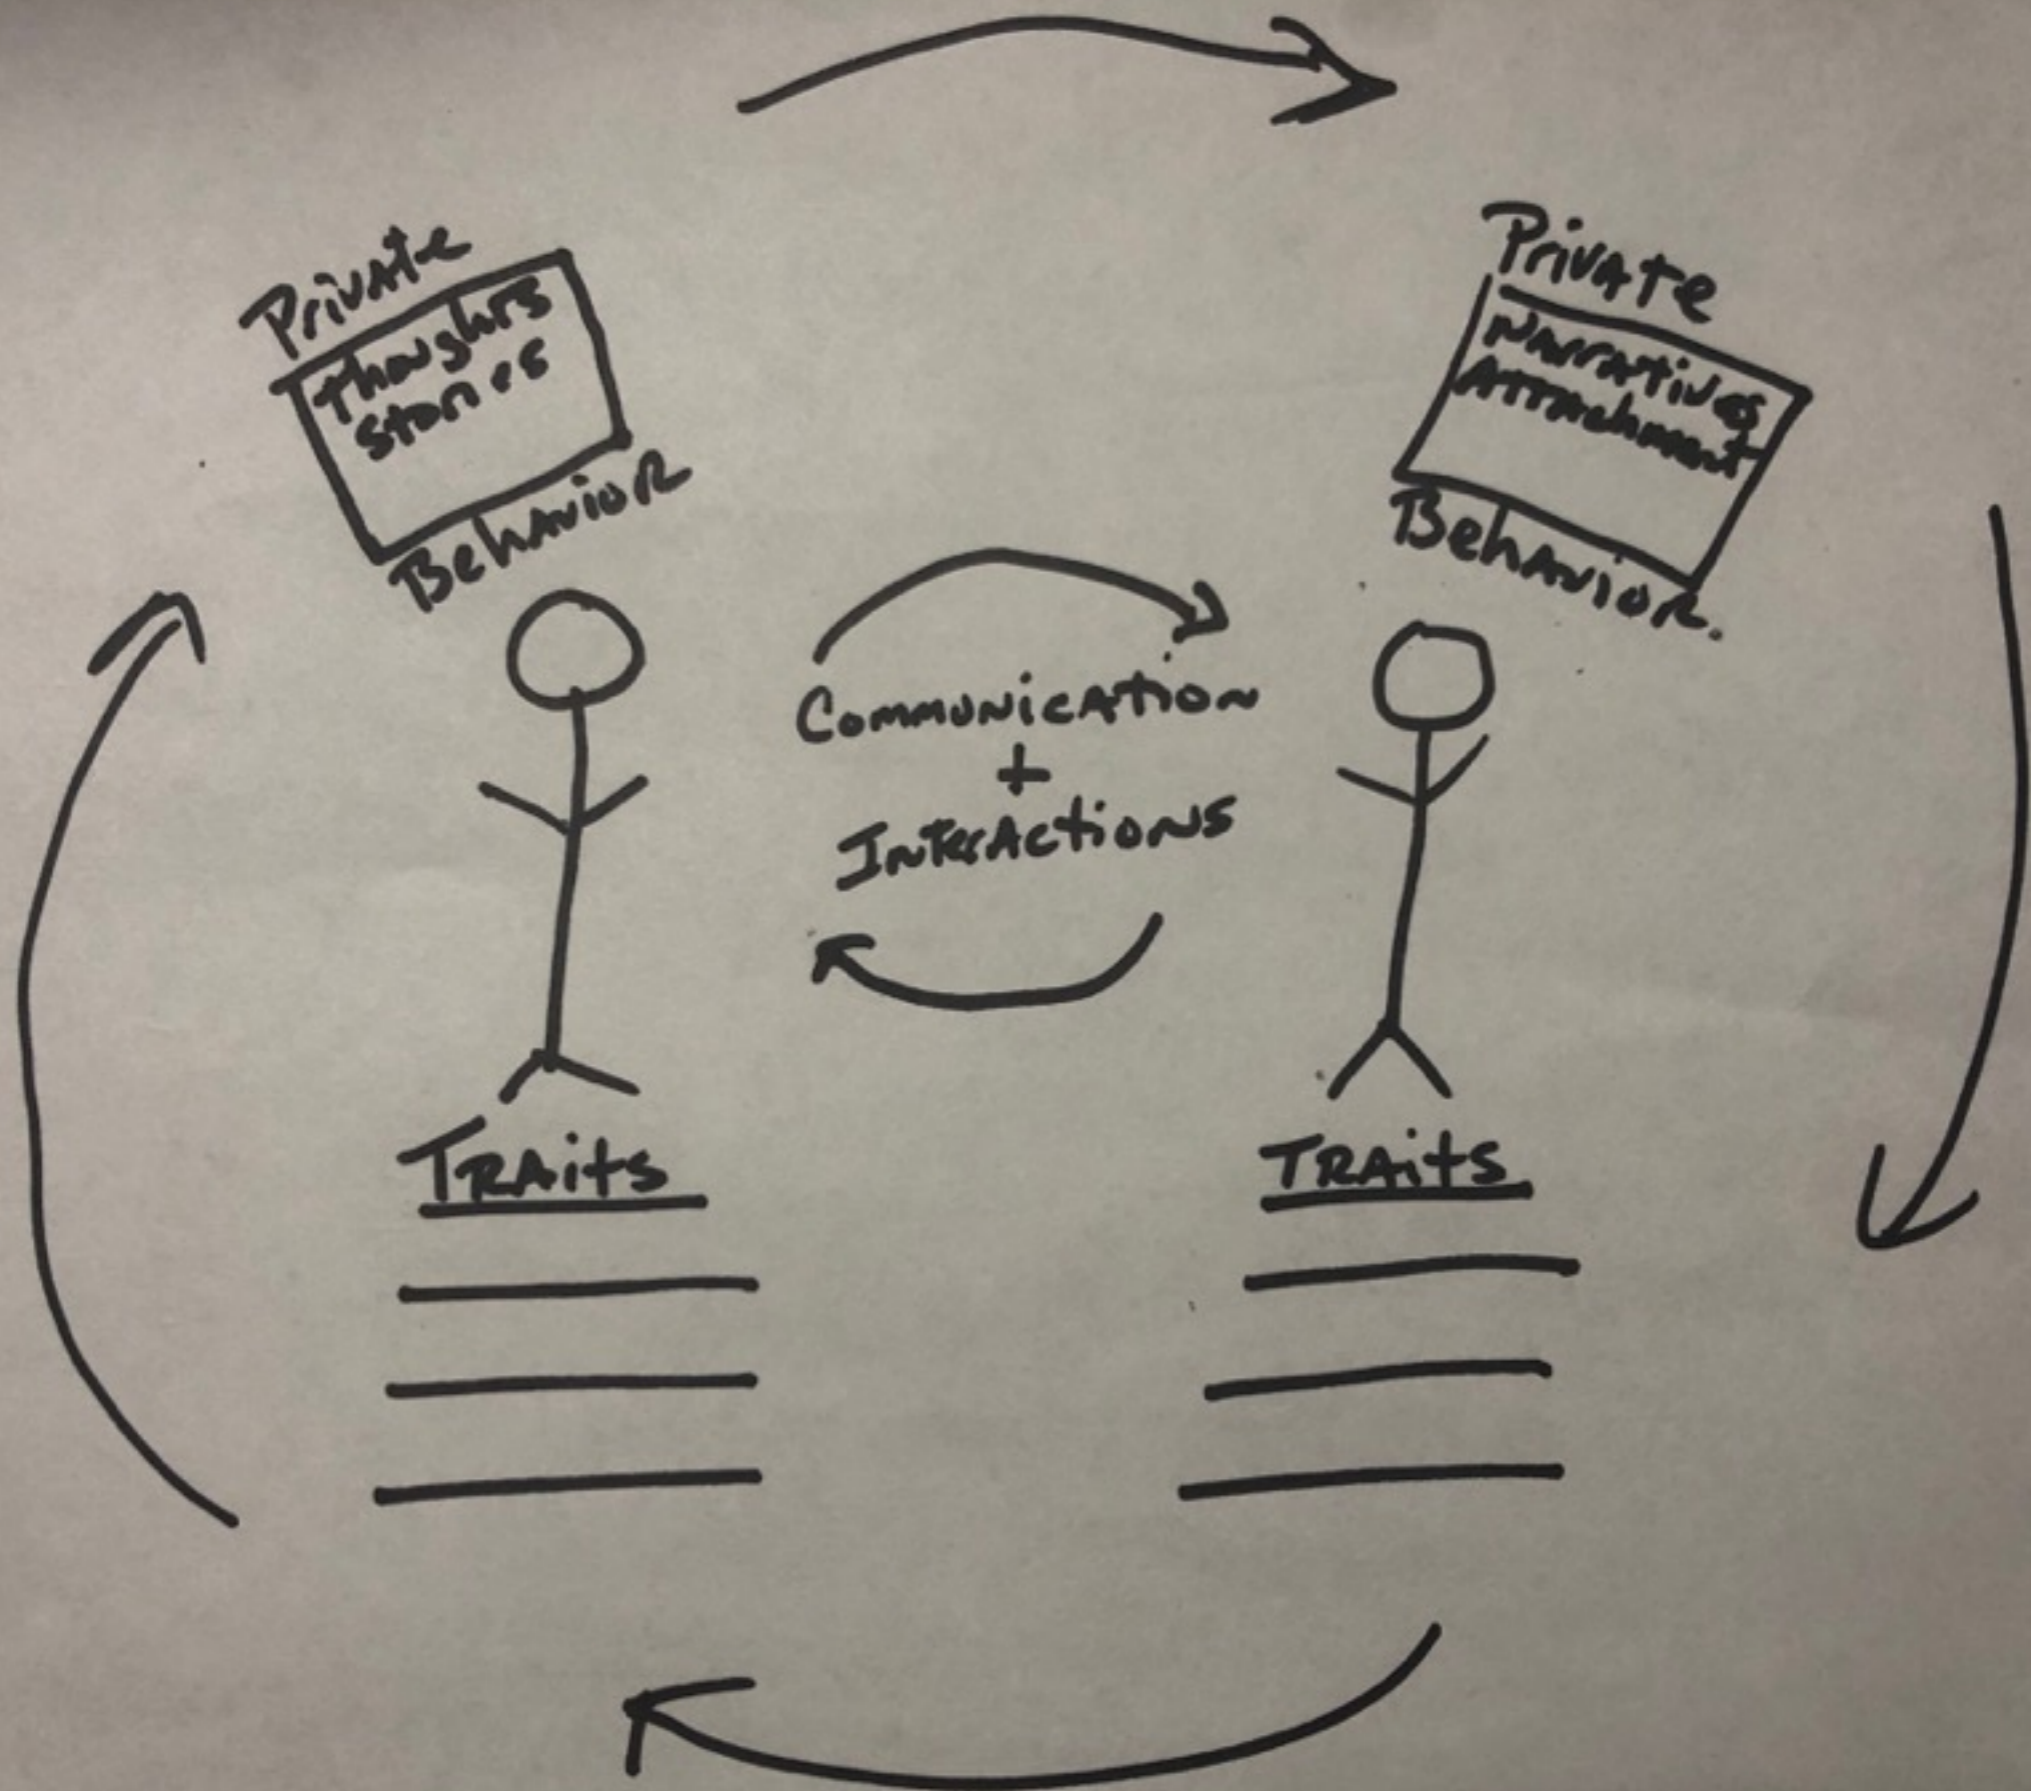 Private
Thoughts
Stories
Behavior
Private
Narratives
Attachment
Behavior.
Communication
+
Interactions
Traits
Traits